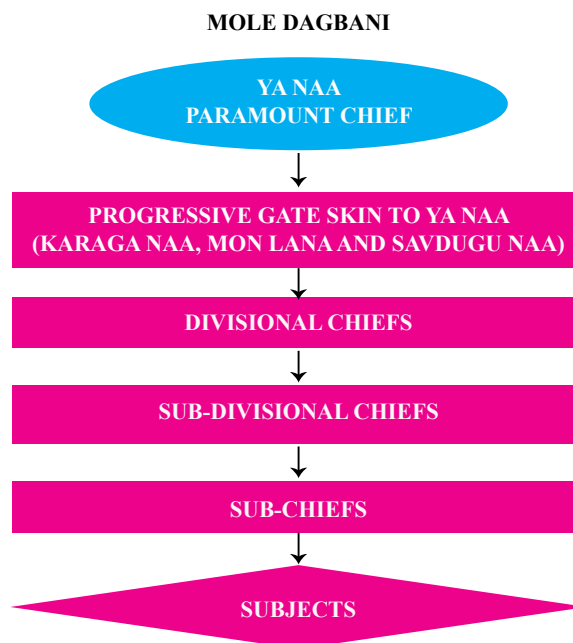 MOLE DAGBANI
YA NAA
PARAMOUNT CHIEF
PROGRESSIVE GATE SKIN TO YA NAA
(KARAGA NAA, MON LANA AND SAVDUGU NAA)
DIVISIONAL CHIEFS
SUB-DIVISIONAL CHIEFS
SUB-CHIEFS
SUBJECTS